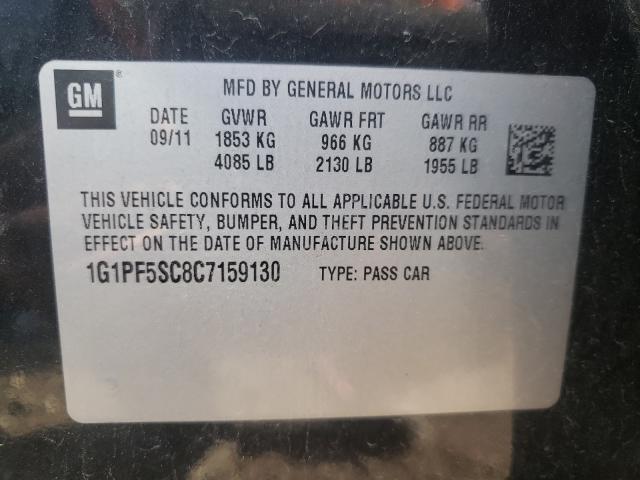 GM ®
MFD BY GENERAL MOTORS LLC
DATE GVWR GAWR FRT GAWR RR
09/11 1853 KG 966 KG 887 KG
4085 LB 2130 LB 1955 LB
THIS VEHICLE CONFORMS TO ALL APPLICABLE U.S. FEDERAL MOTOR
VEHICLE SAFETY, BUMPER, AND THEFT PREVENTION STANDARDS IN
EFFECT ON THE DATE OF MANUFACTURE SHOWN ABOVE.
1G1PF5SC8C7159130 TYPE: PASS CAR